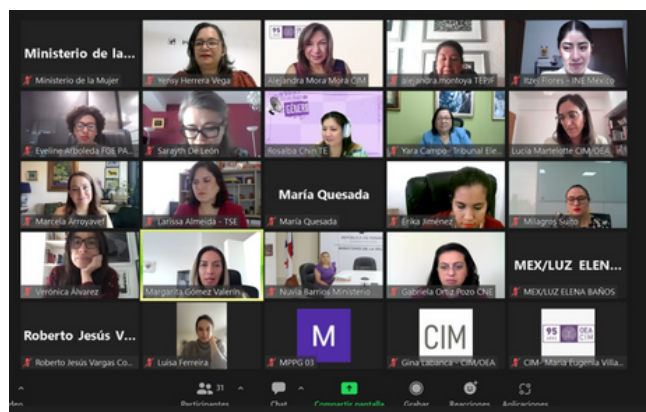 Ministerio de la...
Ministerio de la Mujer
Yensy Herrera Vega
95
Alejandra Mora Mora CIM
alejandra.montoya TEPJF
Itzel Flores - INE México
Eyeline Arboleda FGE PA...
Sarayth De León
GÉNERO
Rosalba Chin TE
Yara Campo- Tribunal Ele...
Lucia Martelotte CIM/OEA
Marcela Arroyavef
Larissa Almeida - TSE
María Quesada
María Quesada
Erika Jiménez
Milagros Suito
Verónica Álvarez
Margarita Gómez Valerín
Nuvia Barrios Ministerio
Gabriela Ortiz Pozo CNE
MEX/LUZ ELEN...
MEX/LUZ ELENA BAÑOS
Roberto Jesús V...
Roberto Jesús Vargas Co...
Luisa Ferreira
M
MPPG 03
CIM
Gina Labanca - CIM/OEA
95
OEA
CIM
CIM- María Eugenia Villa...
31
Participantes
Chat
Compartir pantalla
Grabar
Reacciones
Aplicaciones